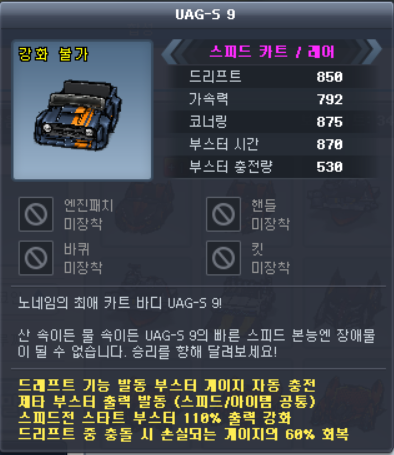 UAG-S 9
강화 불가
스피드 카트 / 레어
드리프트 850
가속력 792
코너링 875
부스터 시간 870
부스터 충전량 530
엔진패치
미장착
핸들
미장착
바퀴
미장착
킷
미장착
노네임의 최애 카트 바디 UAG-S 9!
산 속이든 물 속이든 UAG-S 9의 빠른 스피드 본능엔 장애물
이 될 수 없습니다. 승리를 향해 달려보세요!
드래프트 기능 발동 부스터 게이지 자동 충전
제타 부스터 출력 발동 (스피드/아이템 공통)
스피드전 스타트 부스터 110% 출력 강화
드리프트 중 충돌 시 손실되는 게이지의 60% 회복